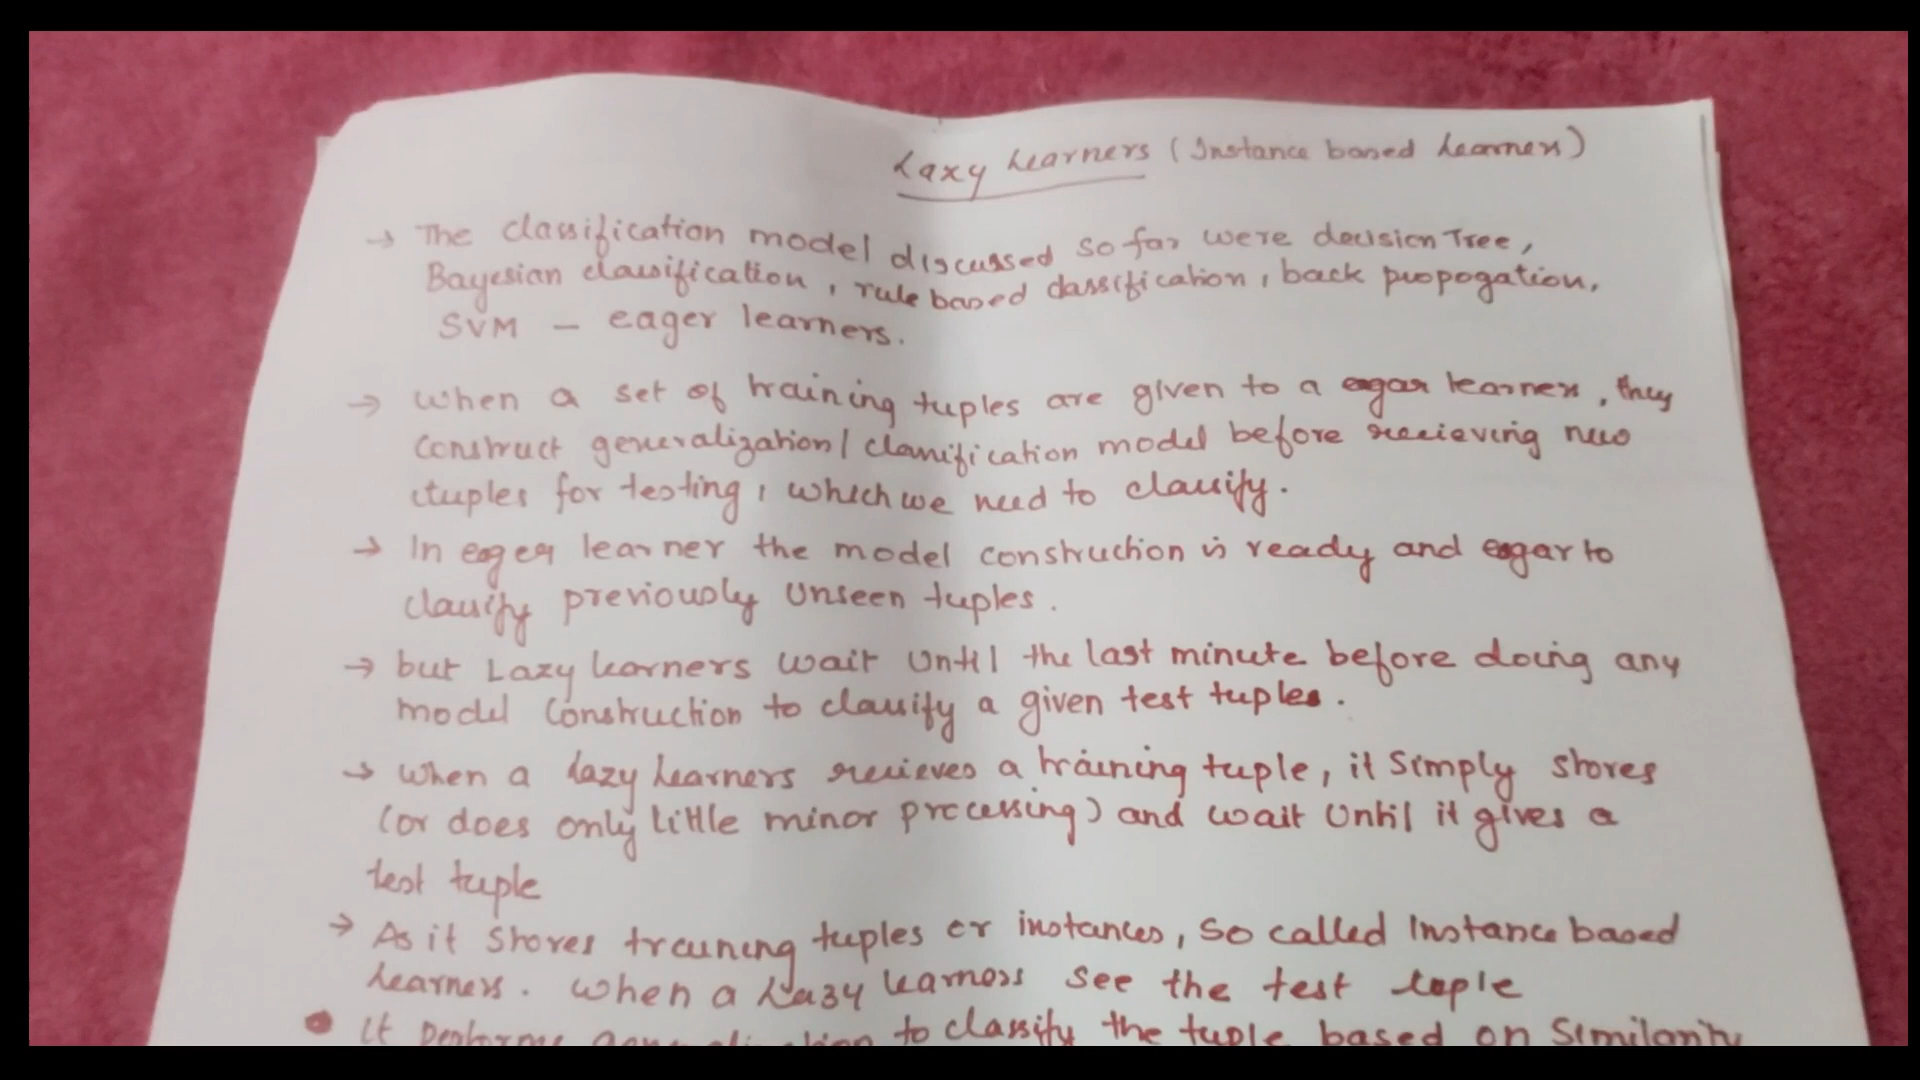 Laxy Learners (Instance based Learners)
→ The classification model discussed so far were decision Tree,
Bayesian classification, rule based classification, back propogation,
SVM - eager learners.
→ When a set of training tuples are given to a eagar learner, they
construct generalization/classification model before recieving new
tuples for testing, which we need to classify.
→ In eager learner the model construction is ready and eagar to
classify previously Unseen tuples.
→ but Lazy learners wait Until the last minute before doing any
model construction to classify a given test tuples.
→ When a lazy learners recieves a training tuple, it simply stores
(or does only little minor processing) and wait Until it gives a
test tuple
→ As it stores training tuples or instances, so called Instance based
learners. When a Lazy learners see the test tuple
It performs generalization to classify the tuple based on Similarity